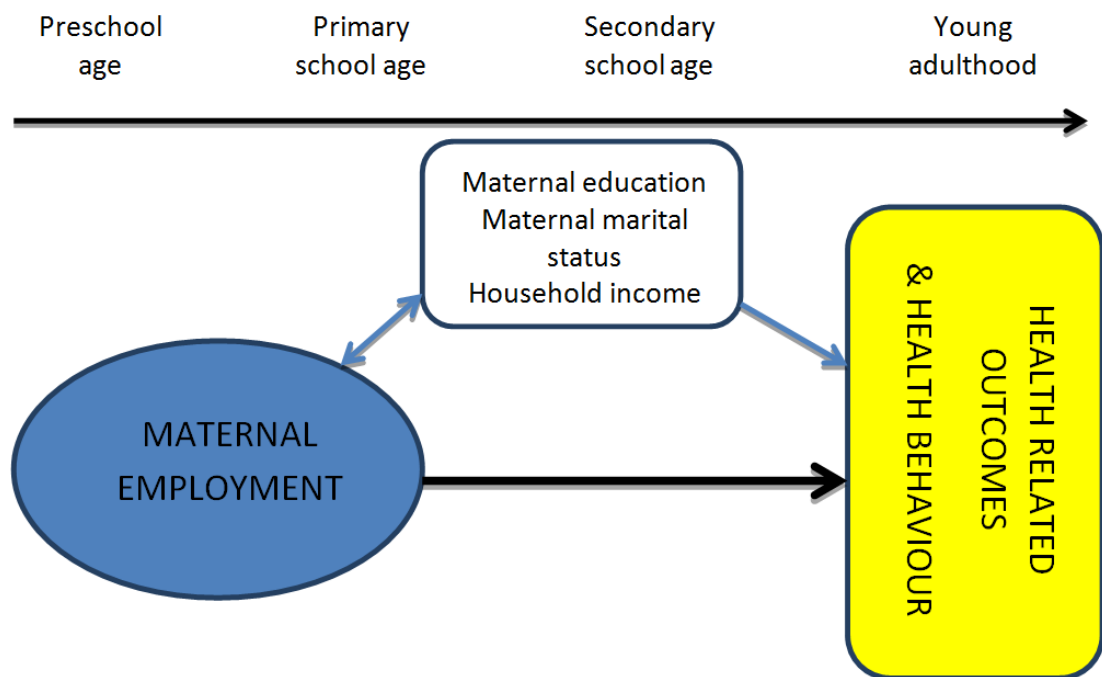 Preschool
age
Primary
school age
Secondary
school age
Young
adulthood
Maternal education
Maternal marital
status
Household income
MATERNAL
EMPLOYMENT
HEALTH RELATED
OUTCOMES
& HEALTH BEHAVIOUR